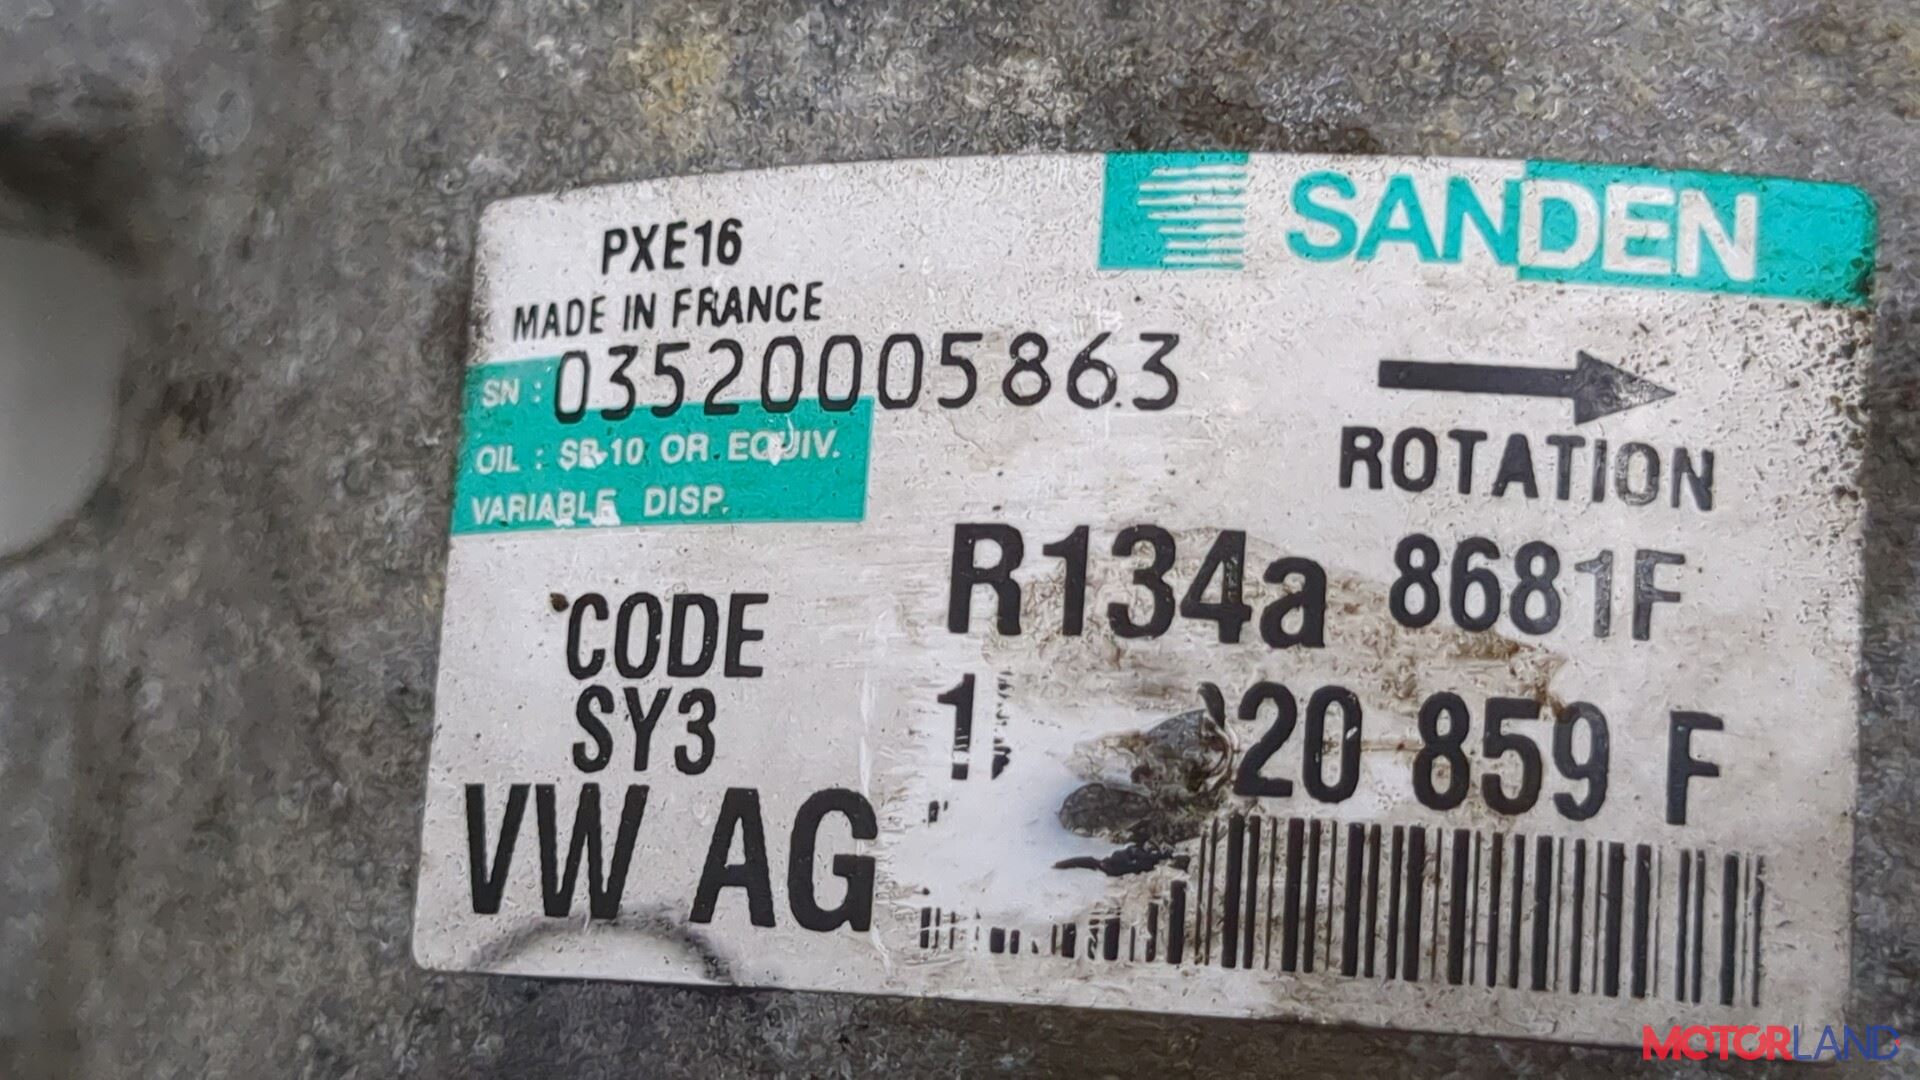 SANDEN
PXE16
MADE IN FRANCE
SN : 03520005863
OIL : SP-10 OR EQUIV.
VARIABLE DISP.
ROTATION
R134a 8681F
CODE
SY3
859 F
VW AG
MOTORLAND